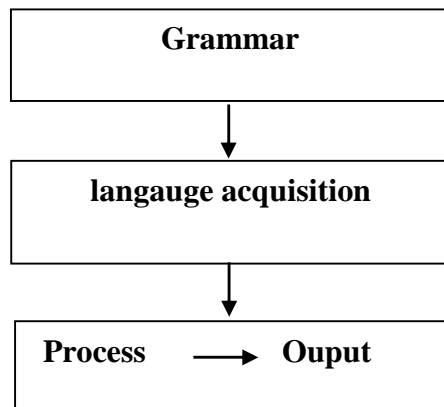 Grammar
langauge acquisition
Process → Ouput